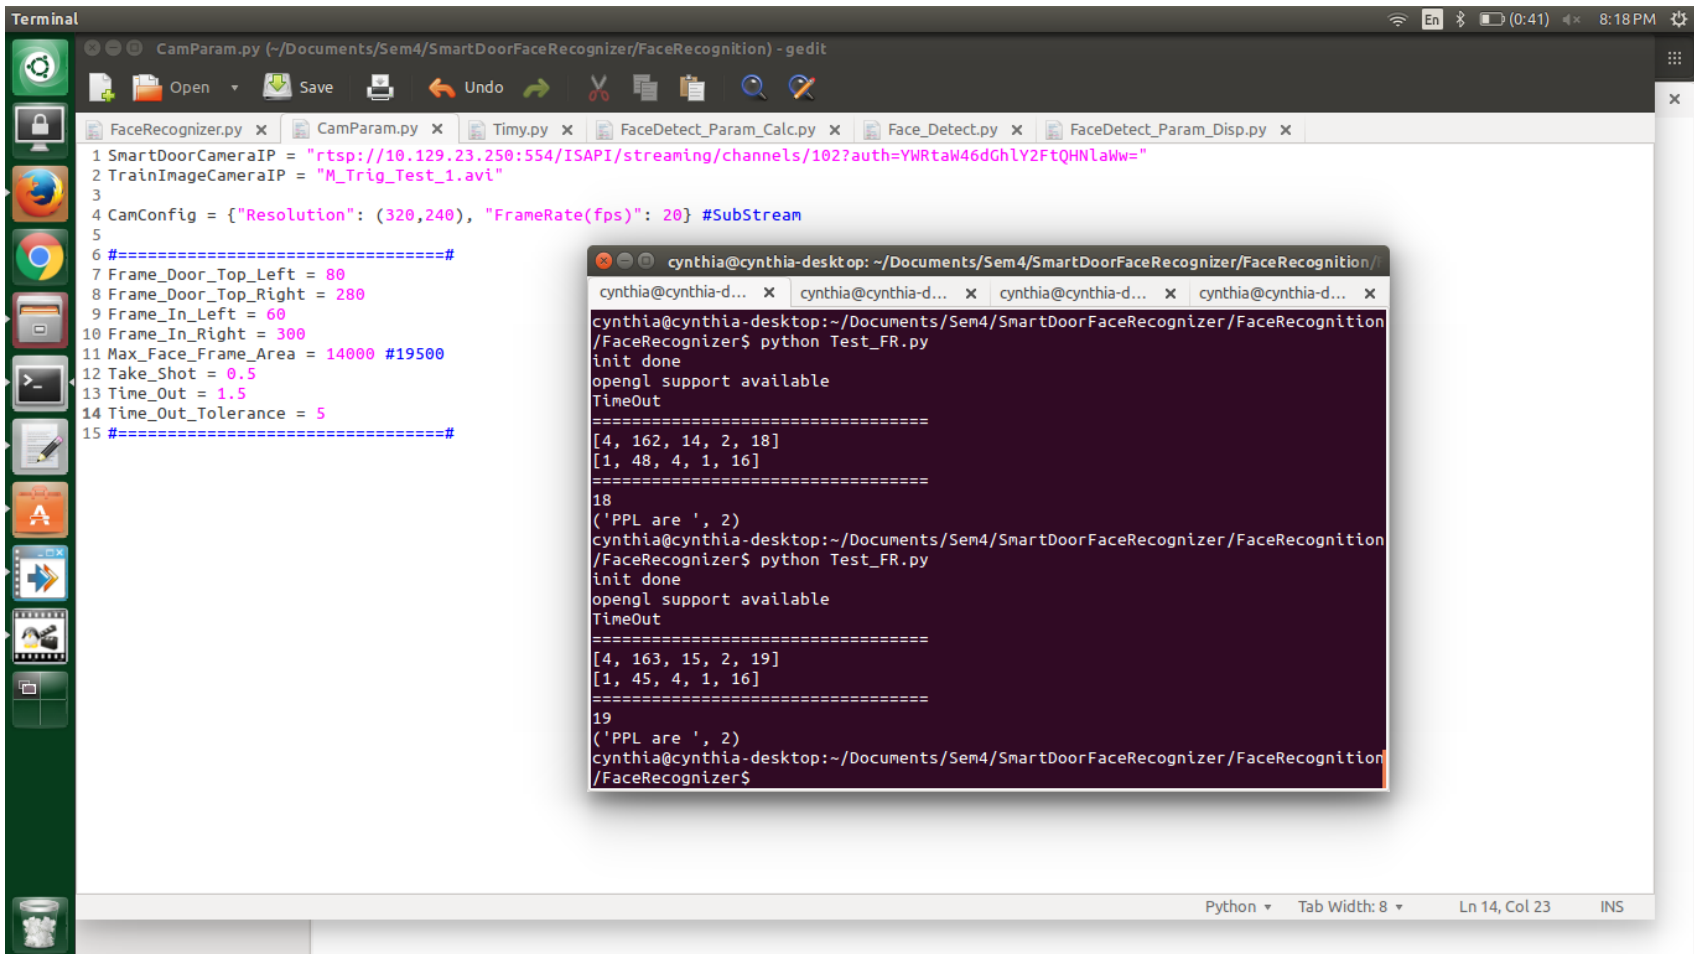 Terminal
En (0:41) 8:18PM
CamParam.py (~/Documents/Sem4/SmartDoorFaceRecognizer/FaceRecognition) - gedit
Open Save Undo
FaceRecognizer.py CamParam.py Timy.py FaceDetect_Param_Calc.py Face_Detect.py FaceDetect_Param_Disp.py
1 SmartDoorCameraIP = "rtsp://10.129.23.250:554/ISAPI/streaming/channels/102?auth=YWRtaW46dGhlY2FtQHNlaWw="
2 TrainImageCameraIP = "M_Trig_Test_1.avi"
3
4 CamConfig = {"Resolution": (320,240), "FrameRate(fps)": 20} #SubStream
5
6 #=================================#
7 Frame_Door_Top_Left = 80
8 Frame_Door_Top_Right = 280
9 Frame_In_Left = 60
10 Frame_In_Right = 300
11 Max_Face_Frame_Area = 14000 #19500
12 Take_Shot = 0.5
13 Time_Out = 1.5
14 Time_Out_Tolerance = 5
15 #=================================#
cynthia@cynthia-desktop: ~/Documents/Sem4/SmartDoorFaceRecognizer/FaceRecognition/
cynthia@cynthia-d... cynthia@cynthia-d... cynthia@cynthia-d... cynthia@cynthia-d...
cynthia@cynthia-desktop:~/Documents/Sem4/SmartDoorFaceRecognizer/FaceRecognition
/FaceRecognizer$ python Test_FR.py
init done
opengl support available
TimeOut
==================================
[4, 162, 14, 2, 18]
[1, 48, 4, 1, 16]
==================================
18
('PPL are ', 2)
cynthia@cynthia-desktop:~/Documents/Sem4/SmartDoorFaceRecognizer/FaceRecognition
/FaceRecognizer$ python Test_FR.py
init done
opengl support available
TimeOut
==================================
[4, 163, 15, 2, 19]
[1, 45, 4, 1, 16]
==================================
19
('PPL are ', 2)
cynthia@cynthia-desktop:~/Documents/Sem4/SmartDoorFaceRecognizer/FaceRecognition
/FaceRecognizer$
Python Tab Width: 8 Ln 14, Col 23 INS